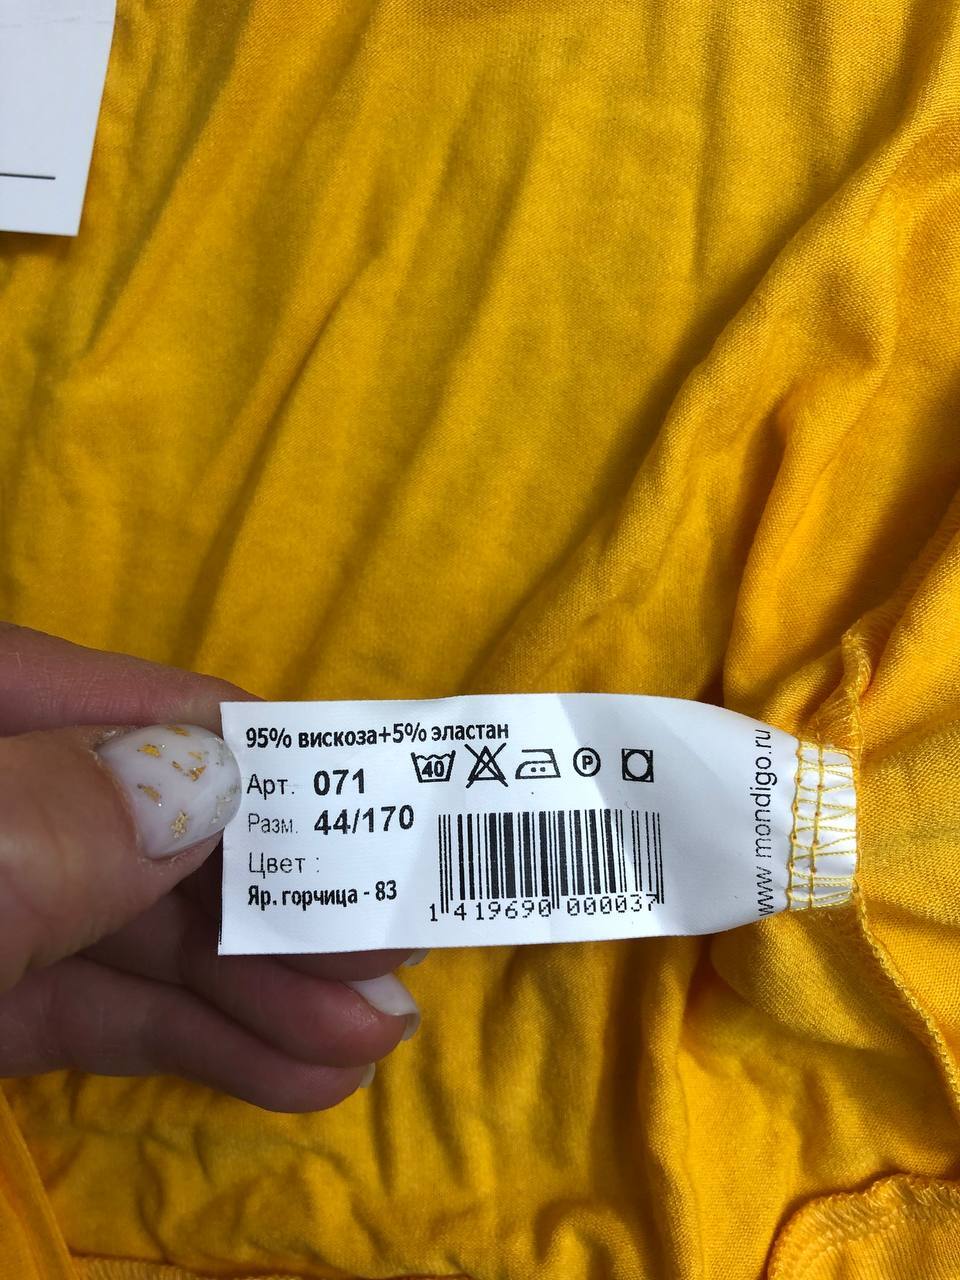 95% вискоза+5% эластан
Арт. 071
40
P
Разм. 44/170
Цвет :
Яр. горчица - 83
1 419690 000037
www mondigo.ru